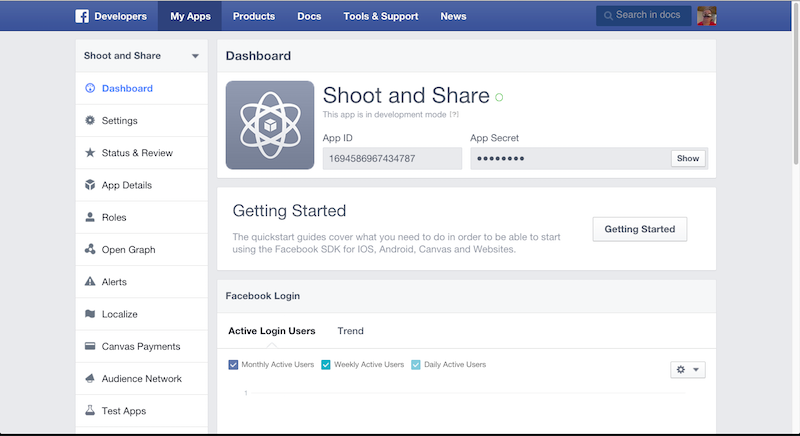 Developers My Apps Products Docs Tools & Support News Search in docs
Shoot and Share
Dashboard
Settings
Status & Review
App Details
Roles
Open Graph
Alerts
Localize
Canvas Payments
Audience Network
Test Apps
Dashboard
Shoot and Share
This app is in development mode [?]
App ID App Secret
1694586967434787 ●●●●●●●● Show
Getting Started
The quickstart guides cover what you need to do in order to be able to start
using the Facebook SDK for IOS, Android, Canvas and Websites.
Getting Started
Facebook Login
Active Login Users Trend
Monthly Active Users Weekly Active Users Daily Active Users
1